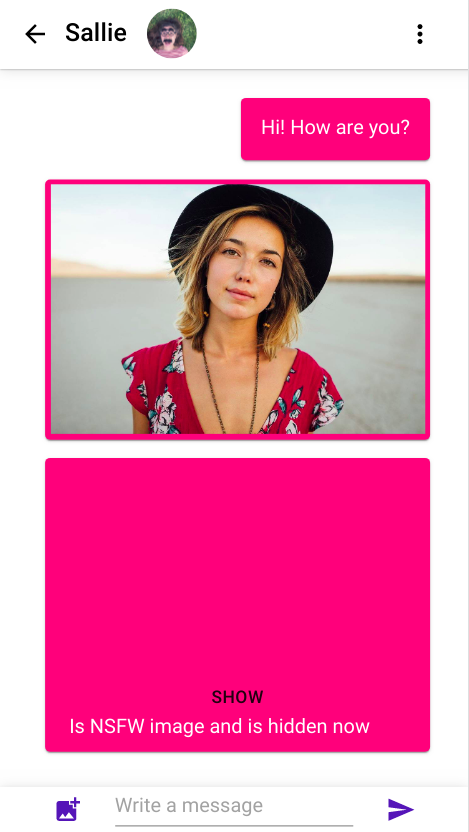 Sallie
Hi! How are you?
SHOW
Is NSFW image and is hidden now
Write a message